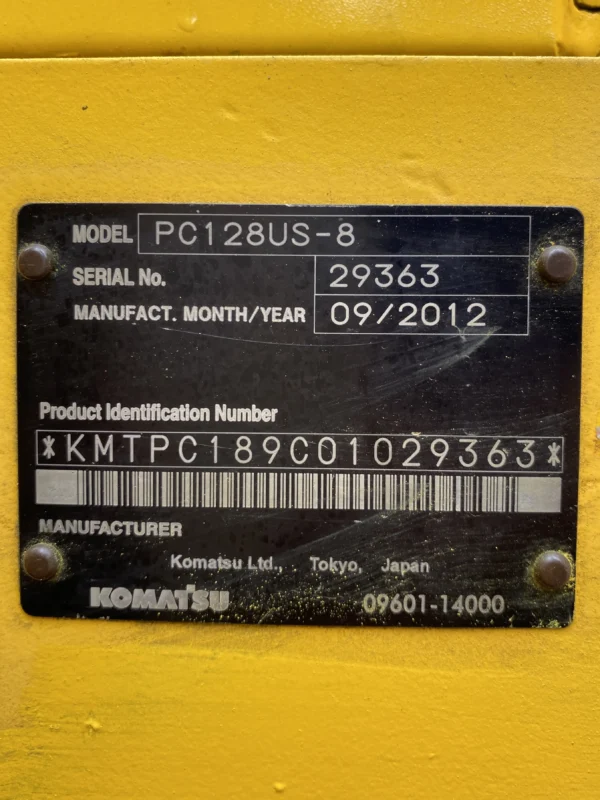 MODEL PC128US-8
SERIAL No. 29363
MANUFACT. MONTH/YEAR 09/2012
Product Identification Number
*KMTPC189C01029363*
MANUFACTURER
Komatsu Ltd., Tokyo, Japan
KOMATSU 09601-14000